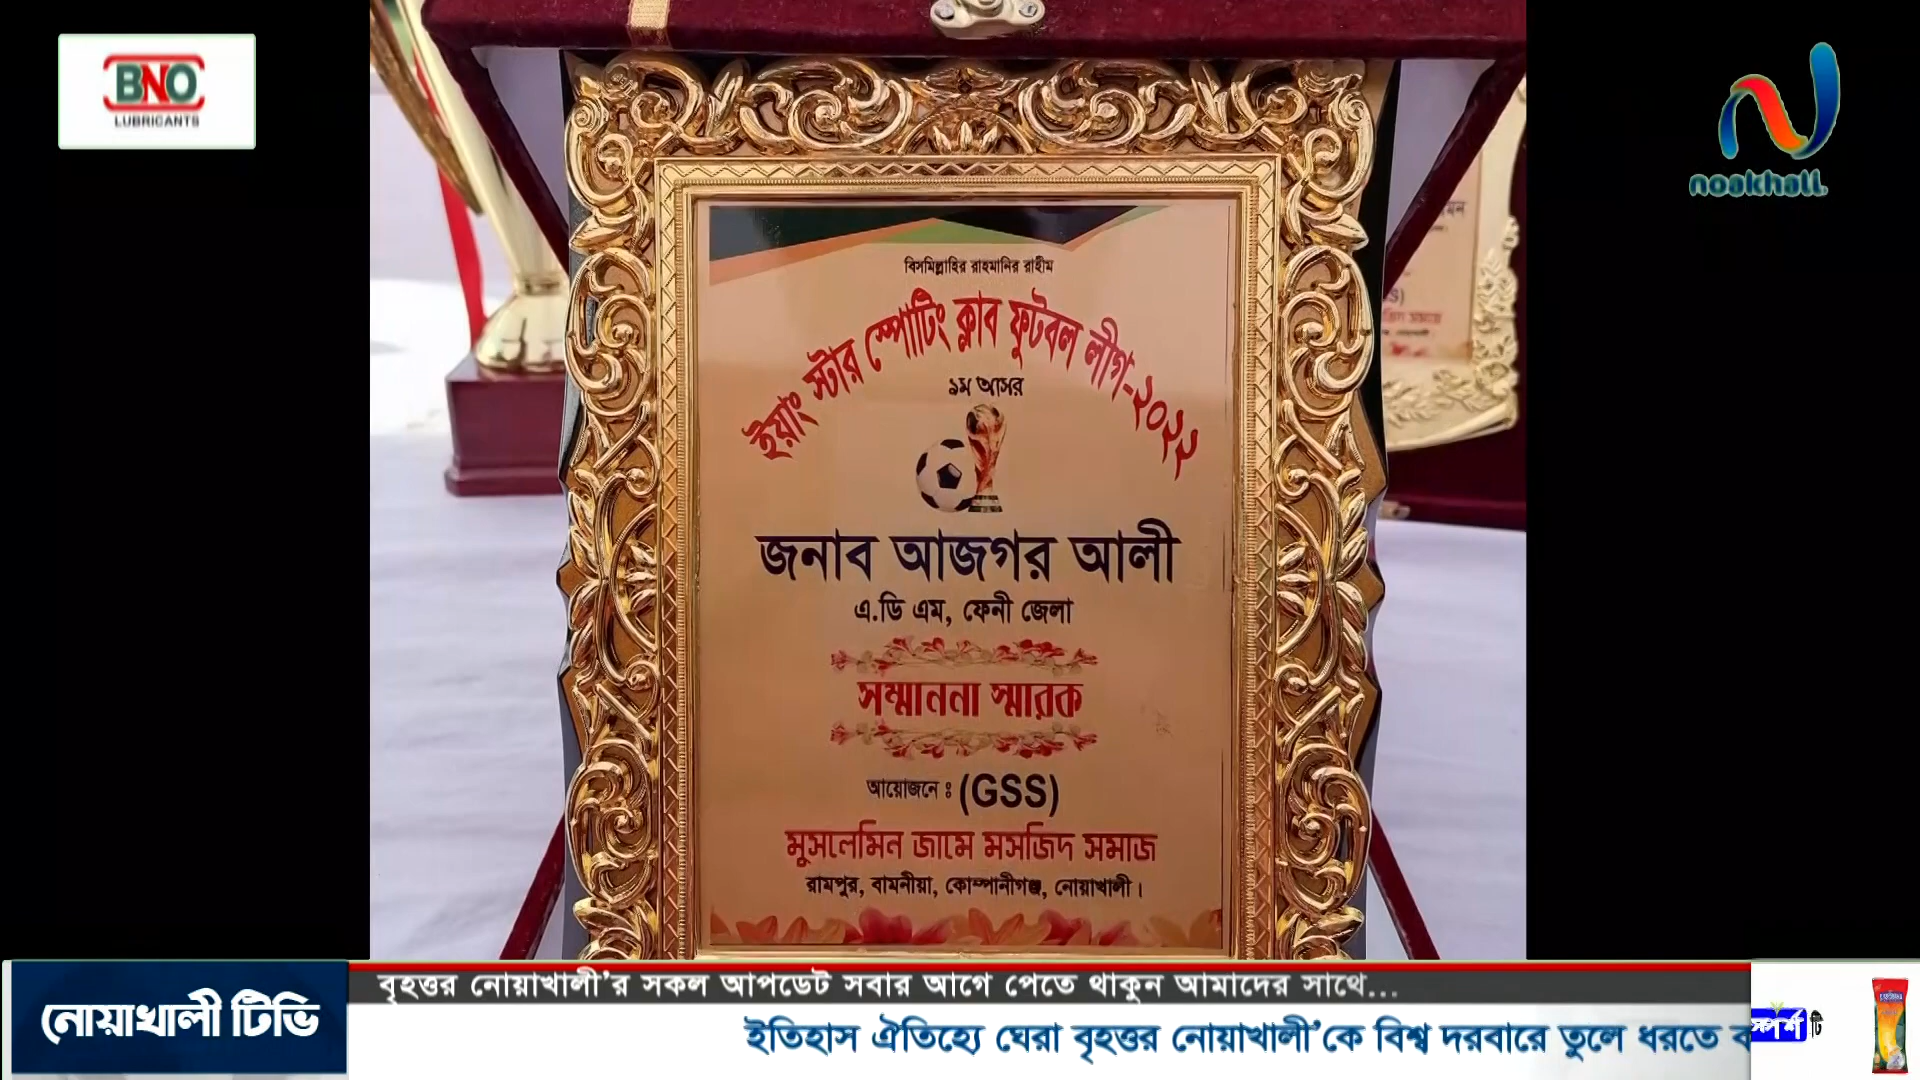 BNO
LUBRICANTS
noakhali
বিসমিল্লাহির রাহমানির রাহীম
ইয়াং স্টার স্পোটিং ক্লাব ফুটবল লীগ-২০২২
১ম আসর
জনাব আজগর আলী
এ.ডি এম, ফেনী জেলা
সম্মাননা স্মারক
আয়োজনে ঃ (GSS)
মুসলেমিন জামে মসজিদ সমাজ
রামপুর, বামনীয়া, কোম্পানীগঞ্জ, নোয়াখালী।
নোয়াখালী টিভি
বৃহত্তর নোয়াখালী'র সকল আপডেট সবার আগে পেতে থাকুন আমাদের সাথে...
ইতিহাস ঐতিহ্যে ঘেরা বৃহত্তর নোয়াখালী'কে বিশ্ব দরবারে তুলে ধরতে
স্পর্শ